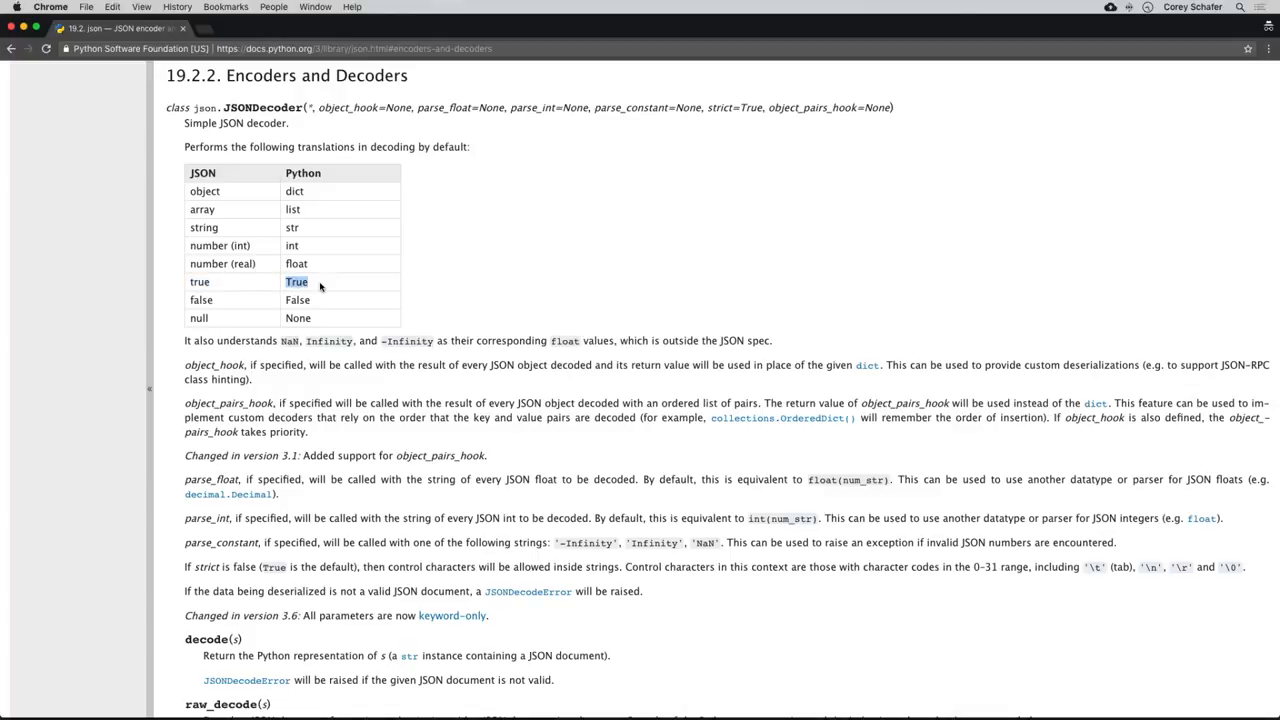 Chrome File Edit View History Bookmarks People Window Help Corey Schafer
19.2. json — JSON encoder an
Python Software Foundation [US] | https://docs.python.org/3/library/json.html#encoders-and-decoders
19.2.2. Encoders and Decoders
class json.JSONDecoder(*, object_hook=None, parse_float=None, parse_int=None, parse_constant=None, strict=True, object_pairs_hook=None)
Simple JSON decoder.
Performs the following translations in decoding by default:
JSON Python
object dict
array list
string str
number (int) int
number (real) float
true True
false False
null None
It also understands NaN, Infinity, and -Infinity as their corresponding float values, which is outside the JSON spec.
object_hook, if specified, will be called with the result of every JSON object decoded and its return value will be used in place of the given dict. This can be used to provide custom deserializations (e.g. to support JSON-RPC
class hinting).
object_pairs_hook, if specified will be called with the result of every JSON object decoded with an ordered list of pairs. The return value of object_pairs_hook will be used instead of the dict. This feature can be used to im-
plement custom decoders that rely on the order that the key and value pairs are decoded (for example, collections.OrderedDict() will remember the order of insertion). If object_hook is also defined, the object_-
pairs_hook takes priority.
Changed in version 3.1: Added support for object_pairs_hook.
parse_float, if specified, will be called with the string of every JSON float to be decoded. By default, this is equivalent to float(num_str). This can be used to use another datatype or parser for JSON floats (e.g.
decimal.Decimal).
parse_int, if specified, will be called with the string of every JSON int to be decoded. By default, this is equivalent to int(num_str). This can be used to use another datatype or parser for JSON integers (e.g. float).
parse_constant, if specified, will be called with one of the following strings: '-Infinity', 'Infinity', 'NaN'. This can be used to raise an exception if invalid JSON numbers are encountered.
If strict is false (True is the default), then control characters will be allowed inside strings. Control characters in this context are those with character codes in the 0–31 range, including '\t' (tab), '\n', '\r' and '\0'.
If the data being deserialized is not a valid JSON document, a JSONDecodeError will be raised.
Changed in version 3.6: All parameters are now keyword-only.
decode(s)
Return the Python representation of s (a str instance containing a JSON document).
JSONDecodeError will be raised if the given JSON document is not valid.
raw_decode(s)